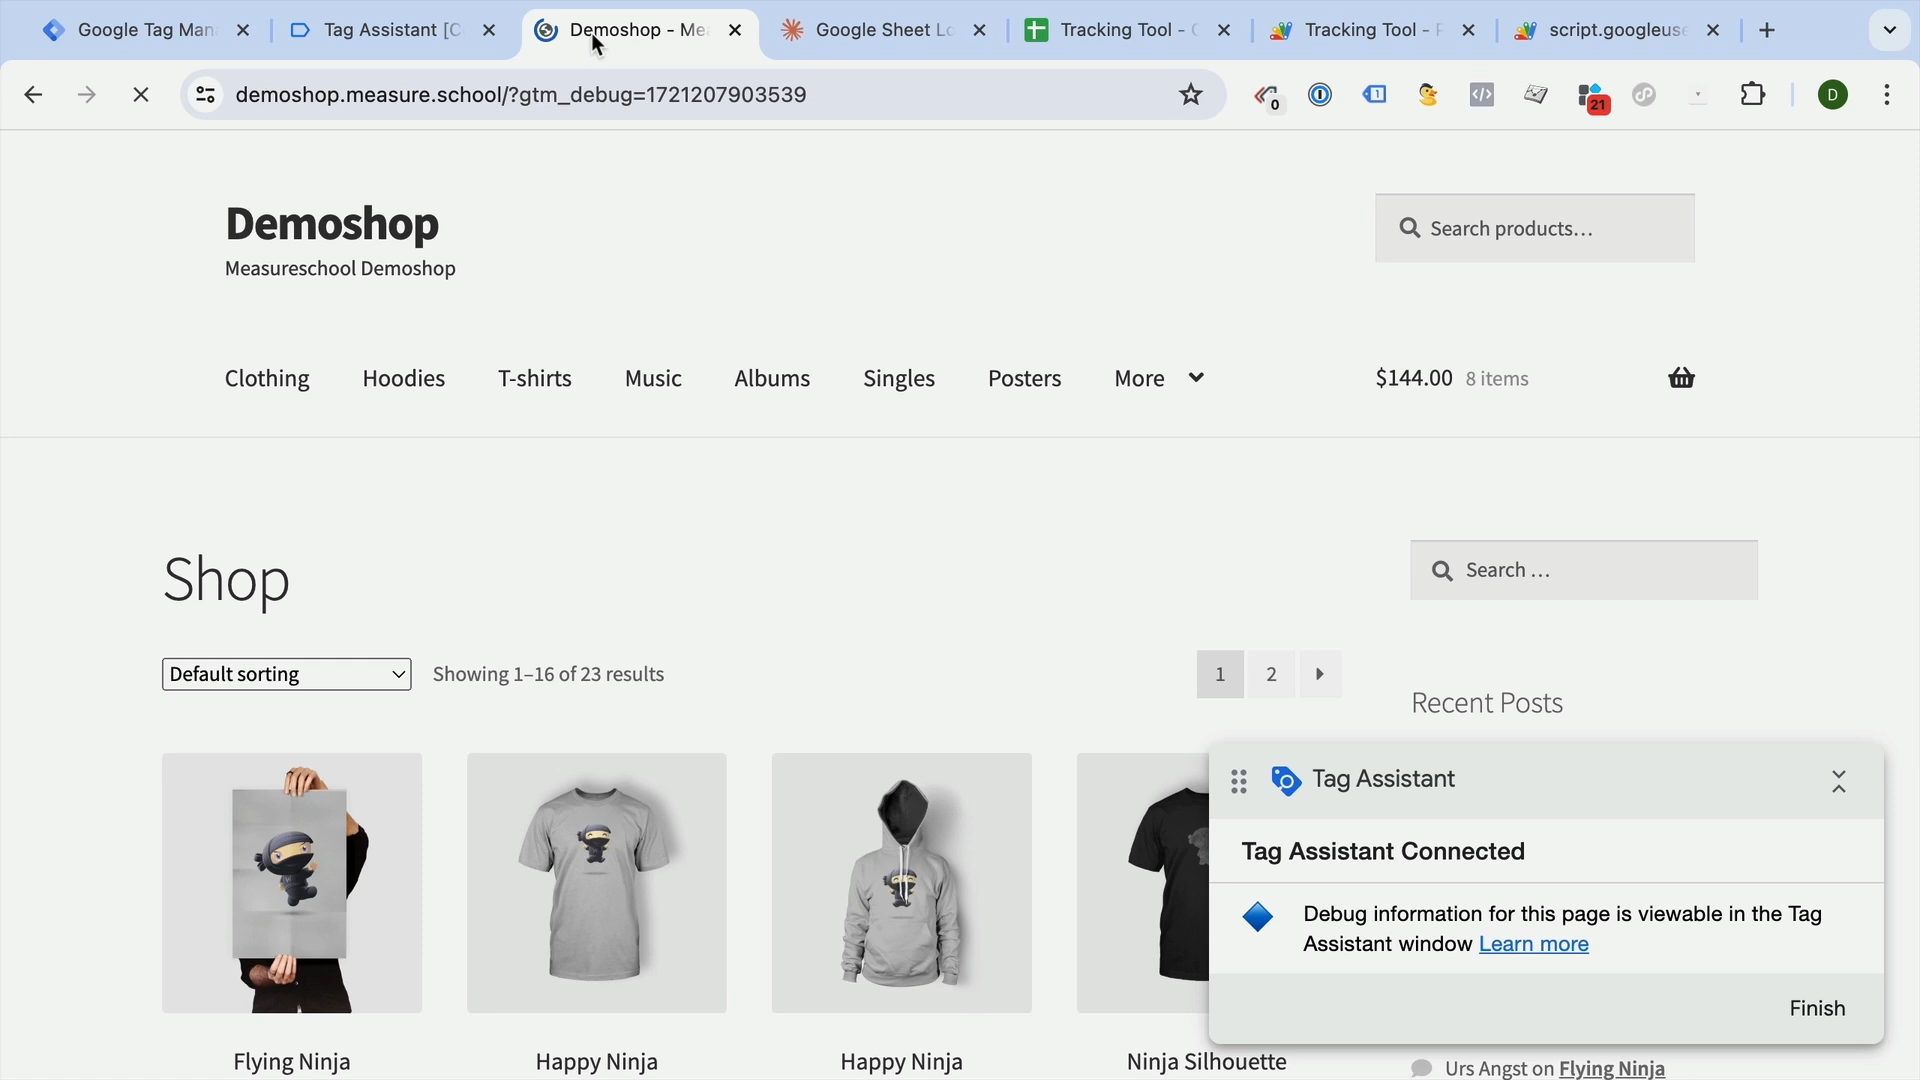 Google Tag Man
Tag Assistant [C
Demoshop - Mea
Google Sheet Lo
Tracking Tool - G
Tracking Tool - P
script.googleuse
demoshop.measure.school/?gtm_debug=1721207903539
0
1
21
D
Demoshop
Measureschool Demoshop
Search products…
Clothing
Hoodies
T-shirts
Music
Albums
Singles
Posters
More
$144.00 8 items
Shop
Search …
Default sorting
Showing 1–16 of 23 results
1
2
Recent Posts
Tag Assistant
Tag Assistant Connected
Debug information for this page is viewable in the Tag
Assistant window Learn more
Finish
Flying Ninja
Happy Ninja
Happy Ninja
Ninja Silhouette
Urs Angst on Flying Ninja